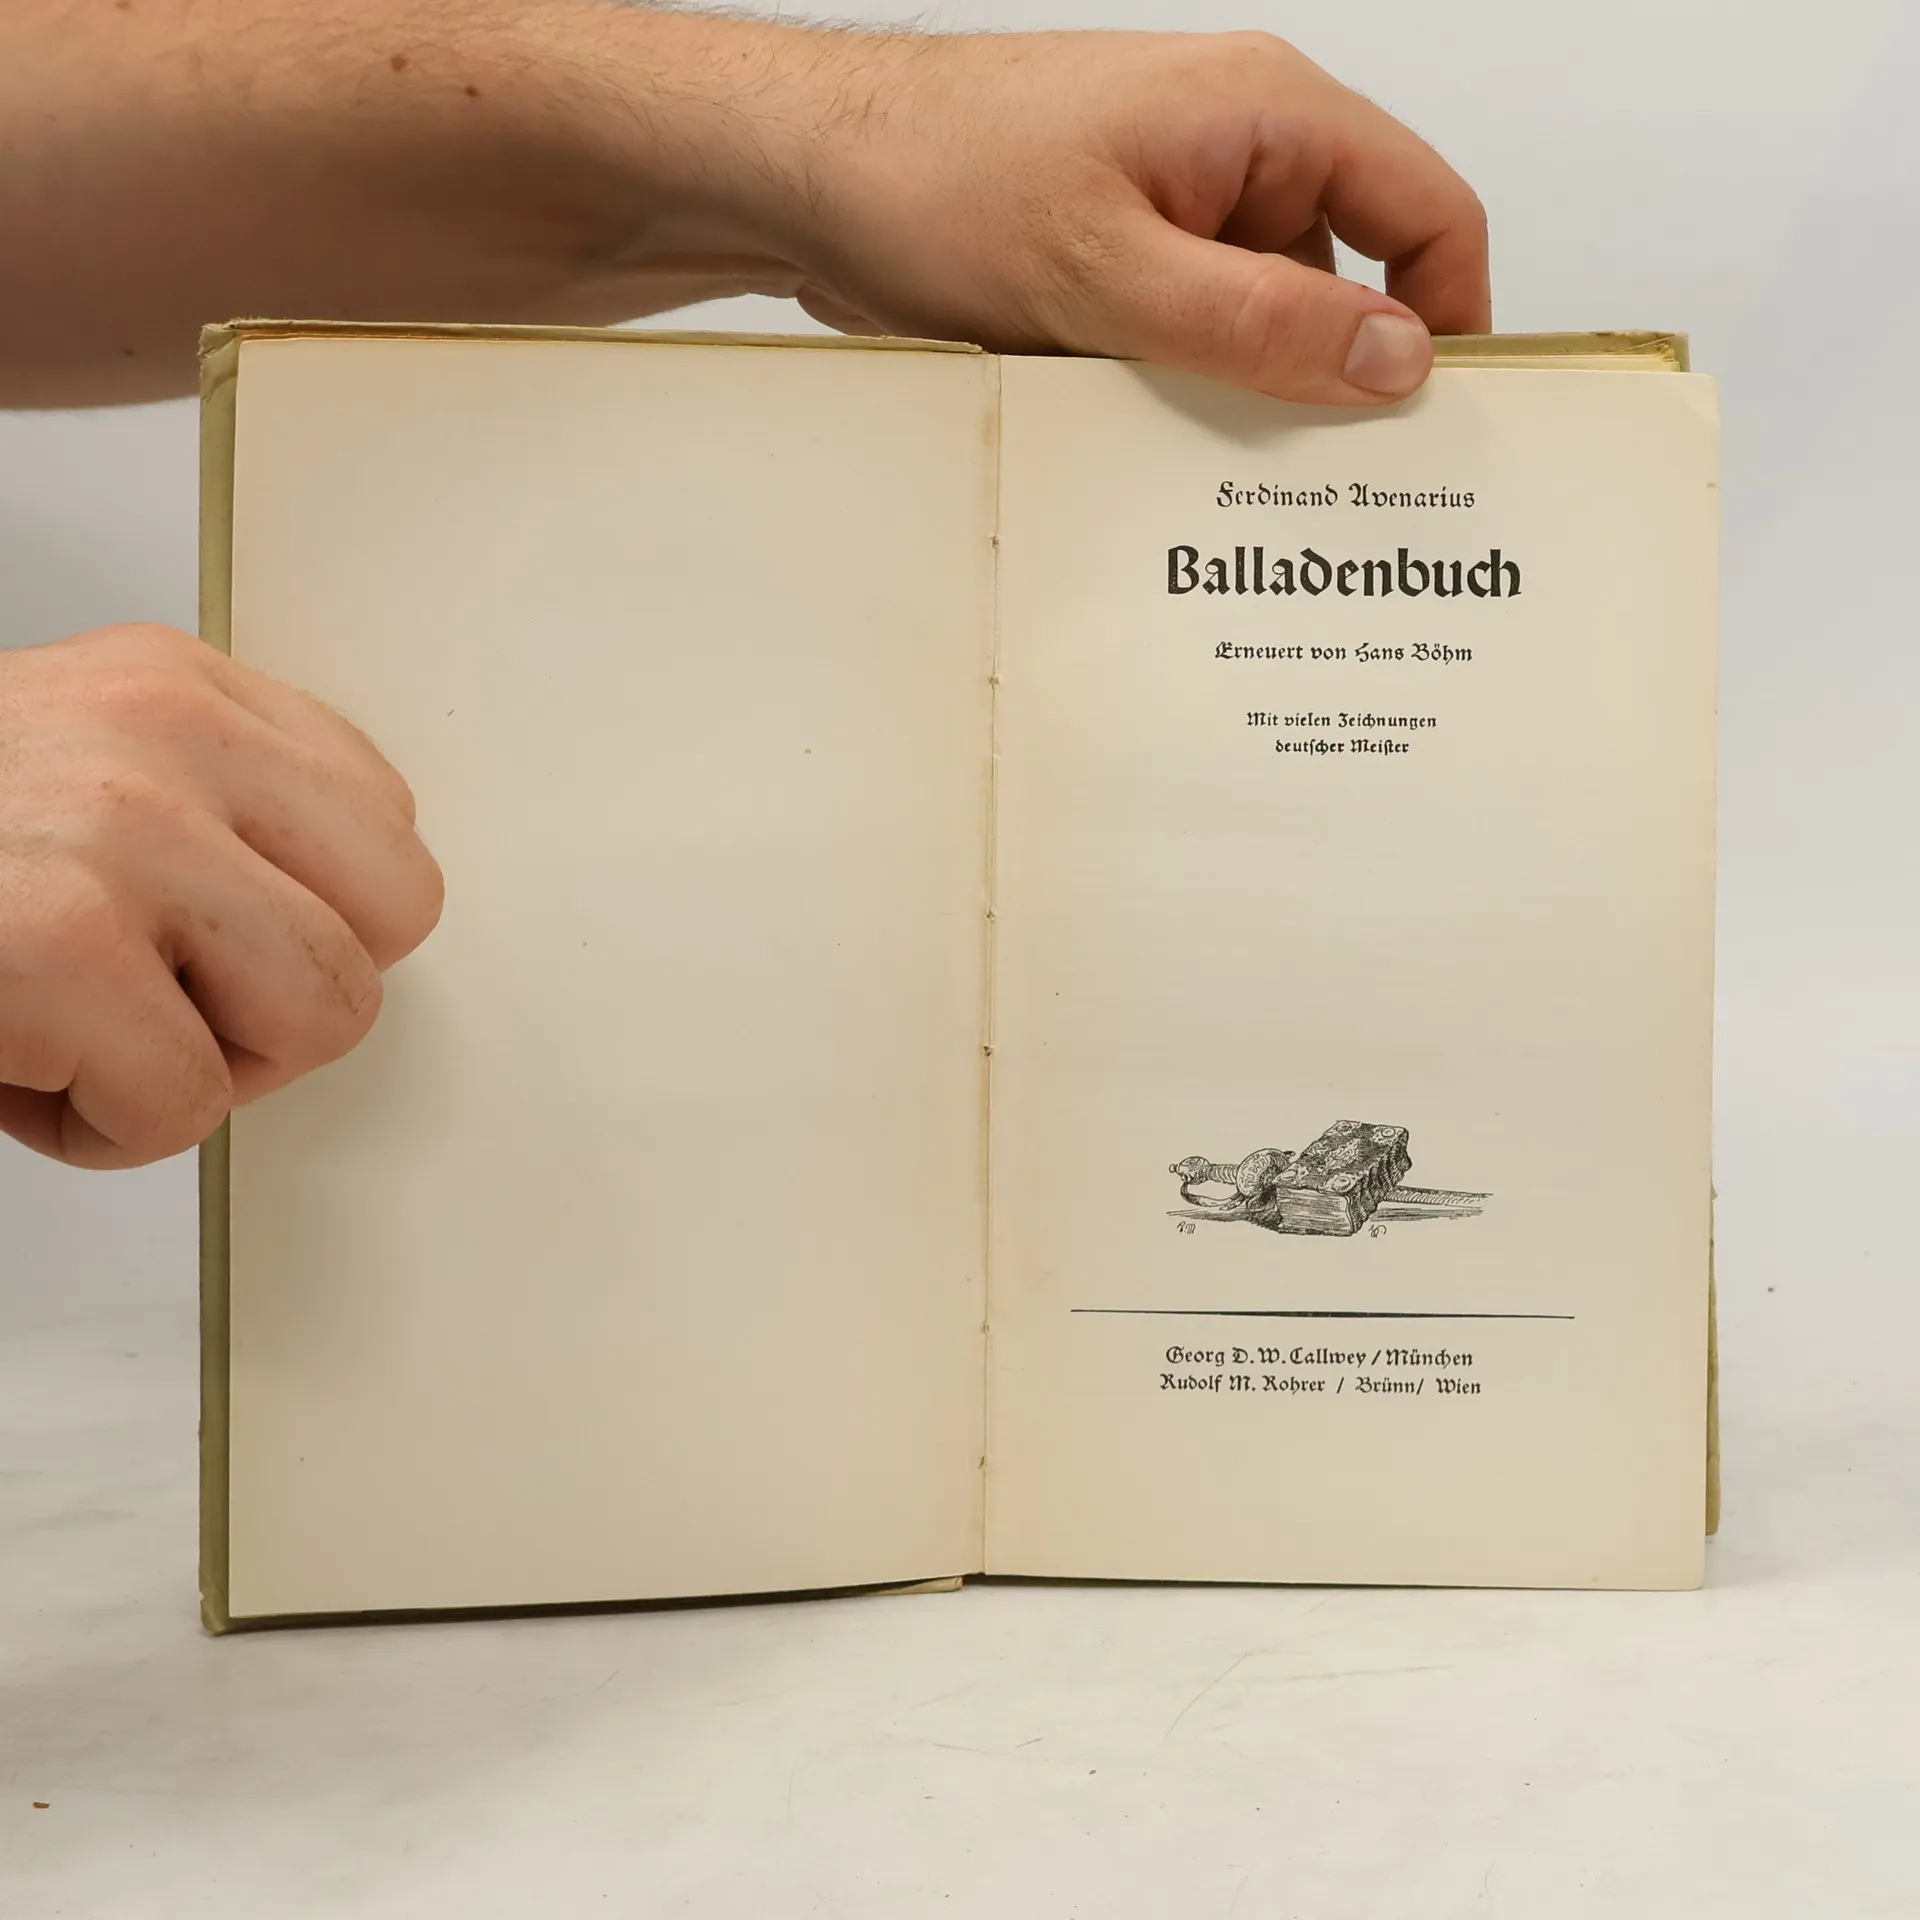 Ferdinand Avenarius
Balladenbuch
Erneuert von Hans Böhm
Mit vielen Zeichnungen
deutſcher Meiſter
Georg D. W. Callwey / München
Rudolf M. Rohrer / Brünn / Wien